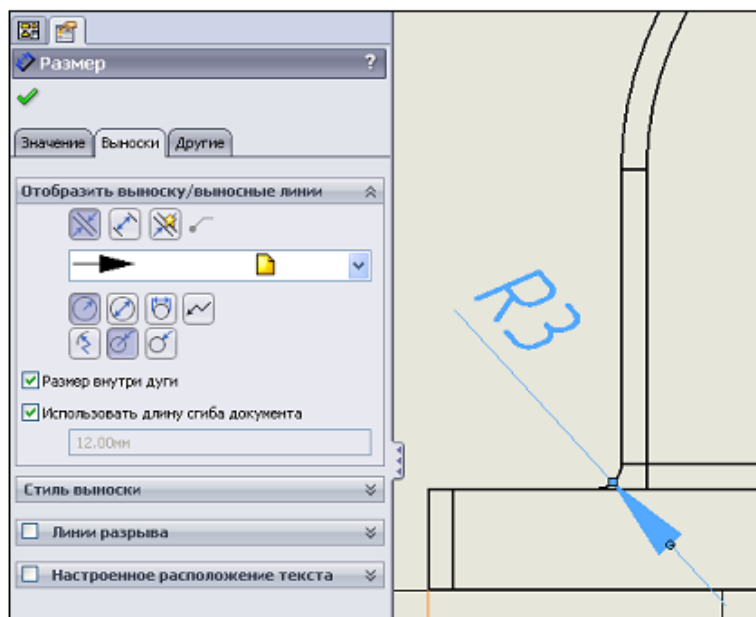 Размер
?
Значение
Выноски
Другие
Отобразить выноску/выносные линии
Размер внутри дуги
Использовать длину сгиба документа
12.00мм
Стиль выноски
Линии разрыва
Настроенное расположение текста
R3